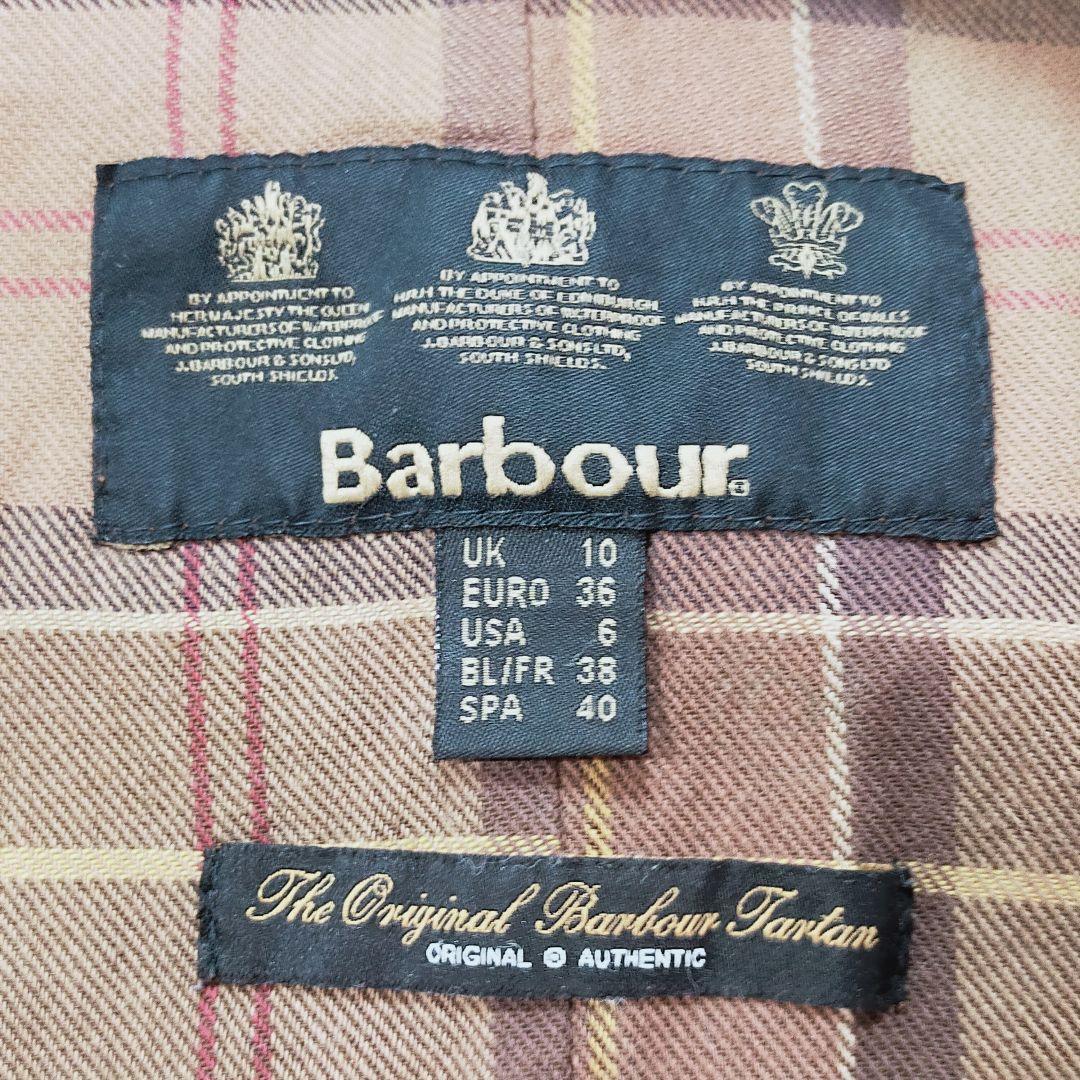 BY APPOINTMENT TO
HER MAJESTY THE QUEEN
MANUFACTURERS OF WATERPROOF
AND PROTECTIVE CLOTHING
J. BARBOUR & SONS LTD,
SOUTH SHIELDS.
BY APPOINTMENT TO
H.R.H THE DUKE OF EDINBURGH
MANUFACTURERS OF WATERPROOF
AND PROTECTIVE CLOTHING
J. BARBOUR & SONS LTD,
SOUTH SHIELDS.
BY APPOINTMENT TO
H.R.H THE PRINCE OF WALES
MANUFACTURERS OF WATERPROOF
AND PROTECTIVE CLOTHING
J. BARBOUR & SONS LTD
SOUTH SHIELDS.
Barbour
UK 10
EURO 36
USA 6
BL/FR 38
SPA 40
The Original Barbour Tartan
ORIGINAL AUTHENTIC